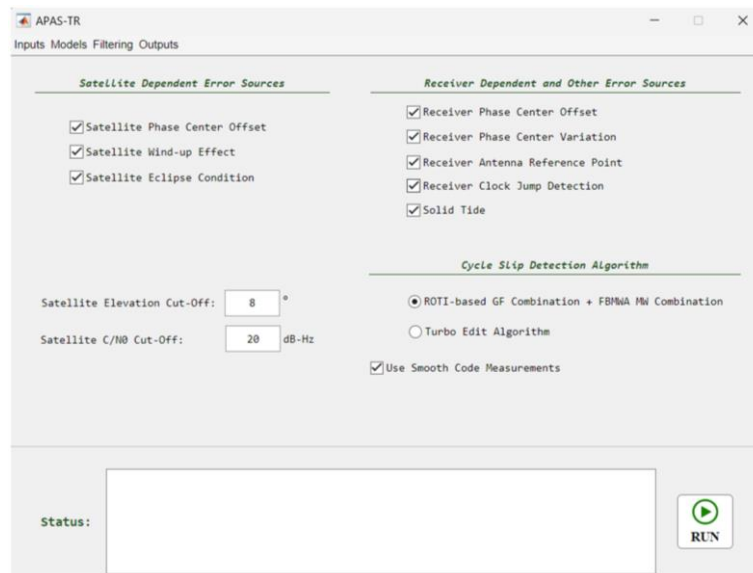 APAS-TR
Inputs Models Filtering Outputs
Satellite Dependent Error Sources
Satellite Phase Center Offset
Satellite Wind-up Effect
Satellite Eclipse Condition
Satellite Elevation Cut-Off: 8 °
Satellite C/N0 Cut-Off: 20 dB-Hz
Receiver Dependent and Other Error Sources
Receiver Phase Center Offset
Receiver Phase Center Variation
Receiver Antenna Reference Point
Receiver Clock Jump Detection
Solid Tide
Cycle Slip Detection Algorithm
ROTI-based GF Combination + FBMWA MW Combination
Turbo Edit Algorithm
Use Smooth Code Measurements
Status:
RUN